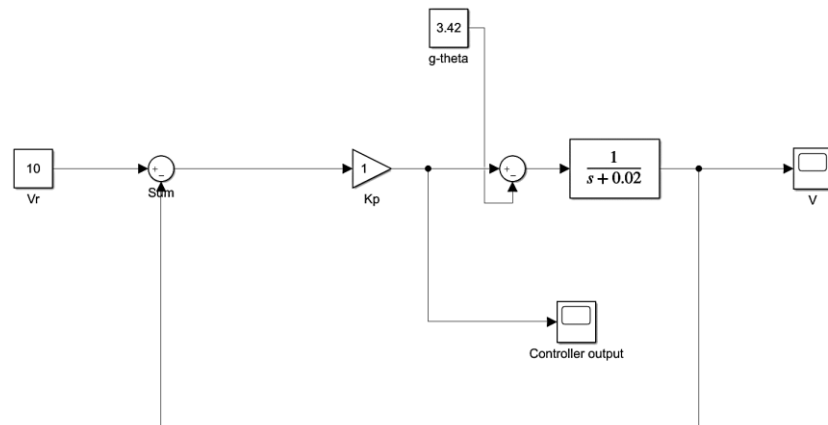 3.42
g-theta
10
Vr
+
−
Sum
1
Kp
+
−
1
s + 0.02
V
Controller output